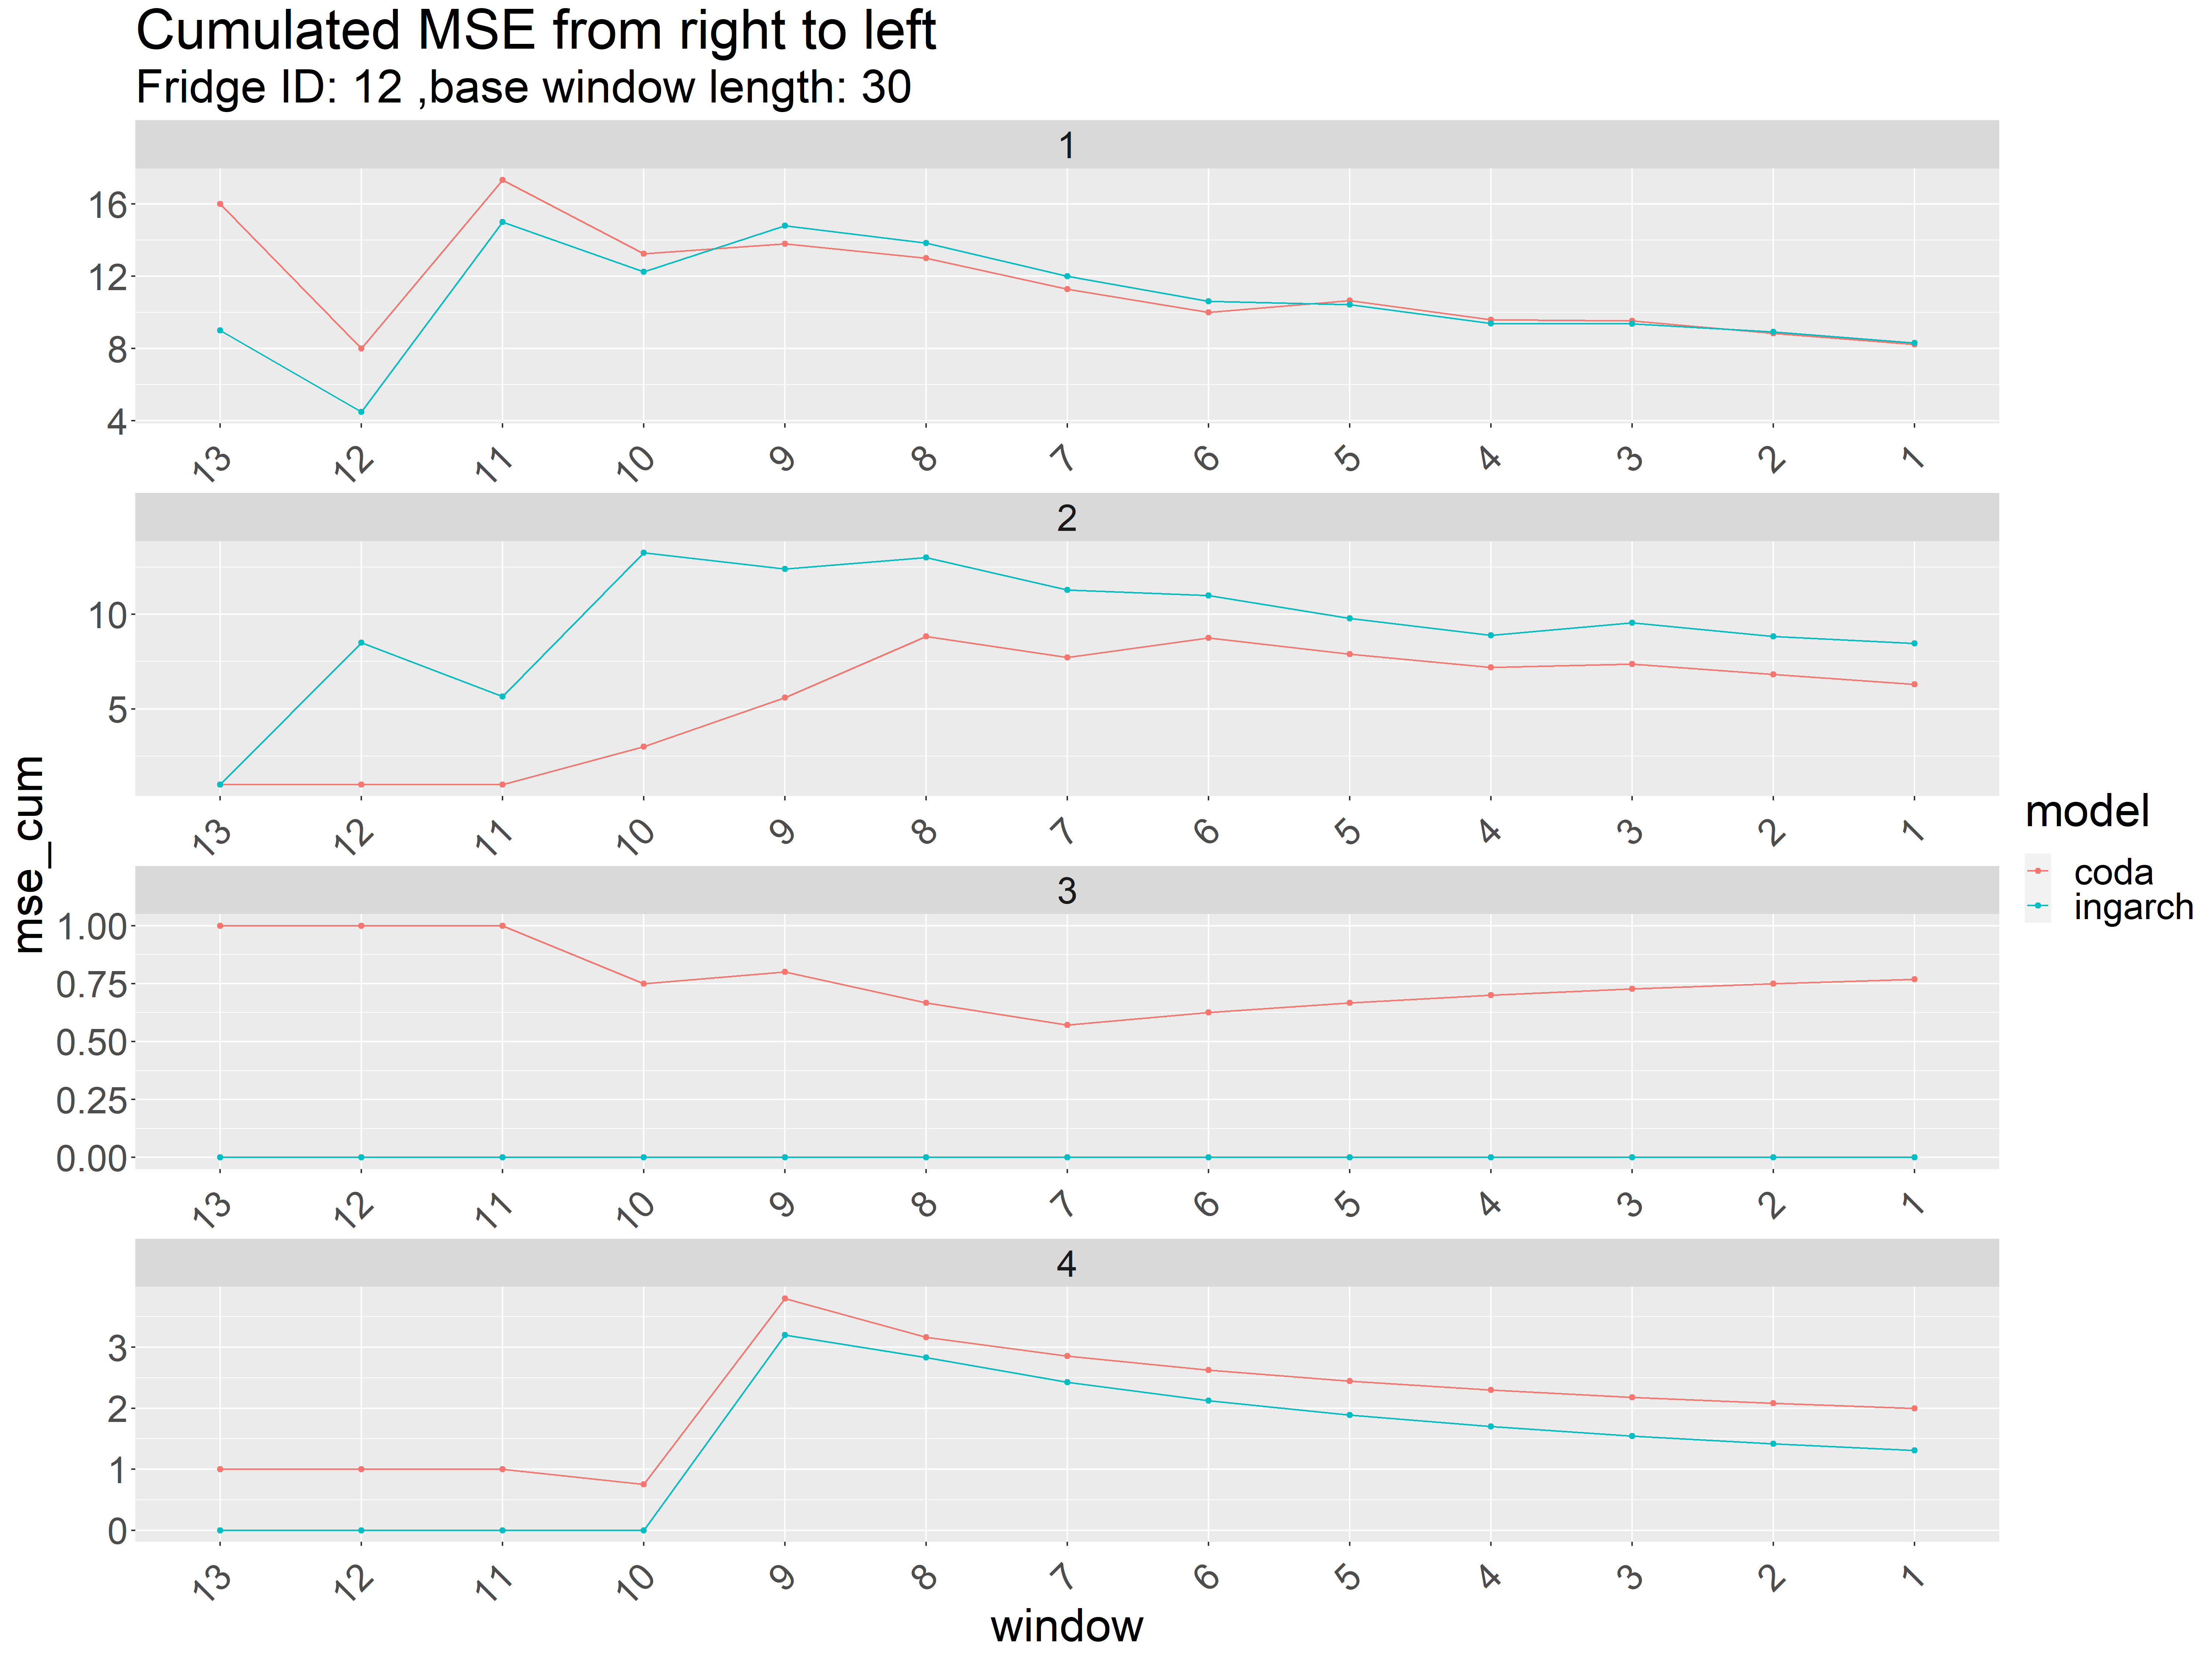 Cumulated MSE from right to left
Fridge ID: 12 ,base window length: 30
1
16
12
8
4
13 12 11 10 9 8 7 6 5 4 3 2 1
2
10
5
13 12 11 10 9 8 7 6 5 4 3 2 1
3
1.00
0.75
0.50
0.25
0.00
13 12 11 10 9 8 7 6 5 4 3 2 1
4
3
2
1
0
13 12 11 10 9 8 7 6 5 4 3 2 1
window
mse_cum
model
coda
ingarch